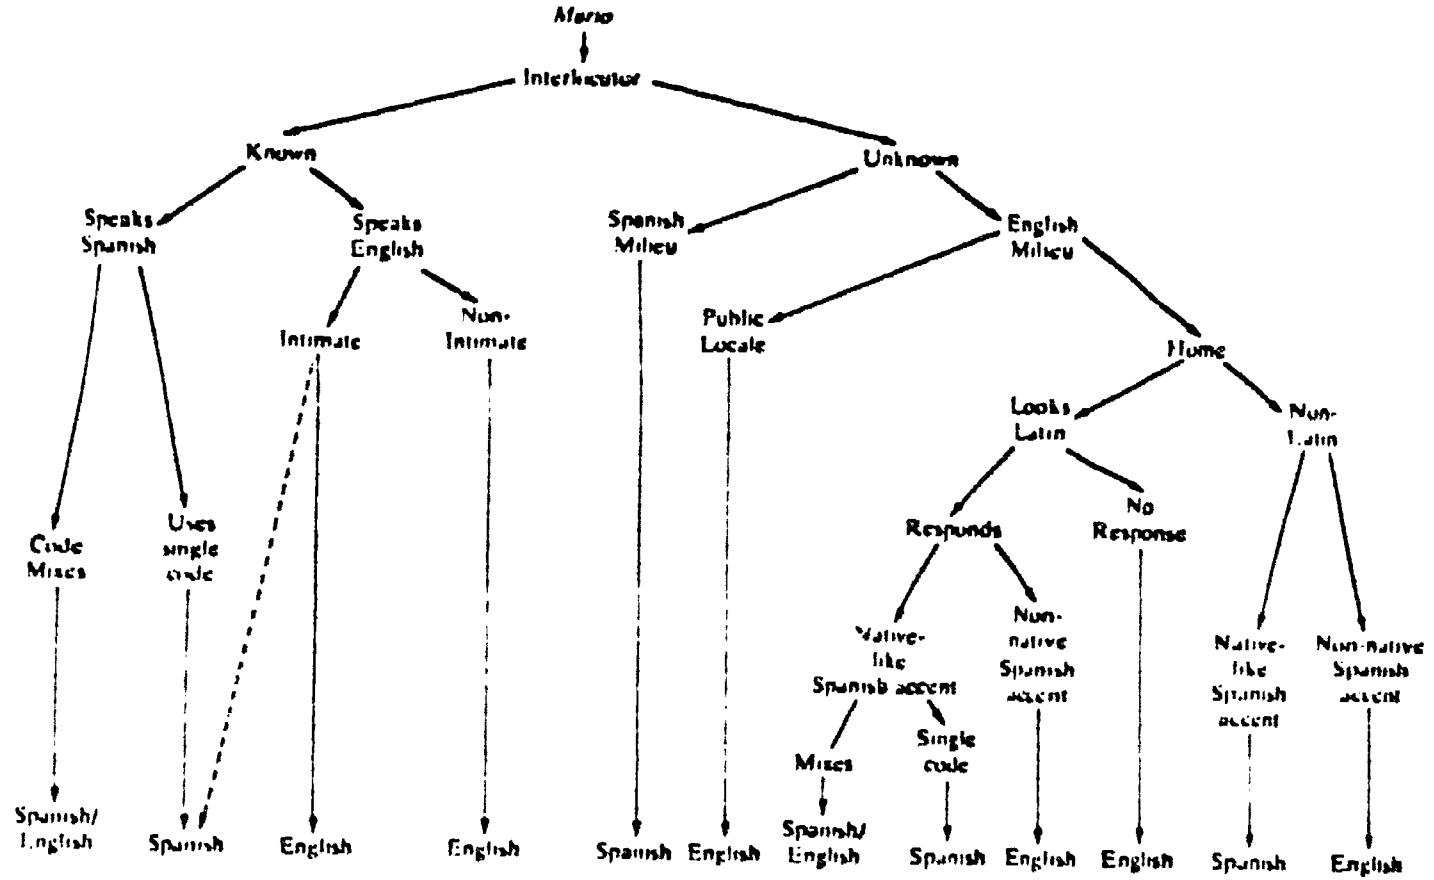 Mario
Interlocutor
Known
Unknown
Speaks
Spanish
Speaks
English
Spanish
Milieu
English
Milieu
Intimate
Non-
Intimate
Public
Locale
Home
Looks
Latin
Non-
Latin
Code
Mixes
Uses
single
code
Responds
No
Response
Native-
like
Spanish accent
Non-
native
Spanish
accent
Native-
like
Spanish
accent
Non-native
Spanish
accent
Mixes
Single
code
Spanish/
English
Spanish
English
English
Spanish
English
Spanish/
English
Spanish
English
English
Spanish
English